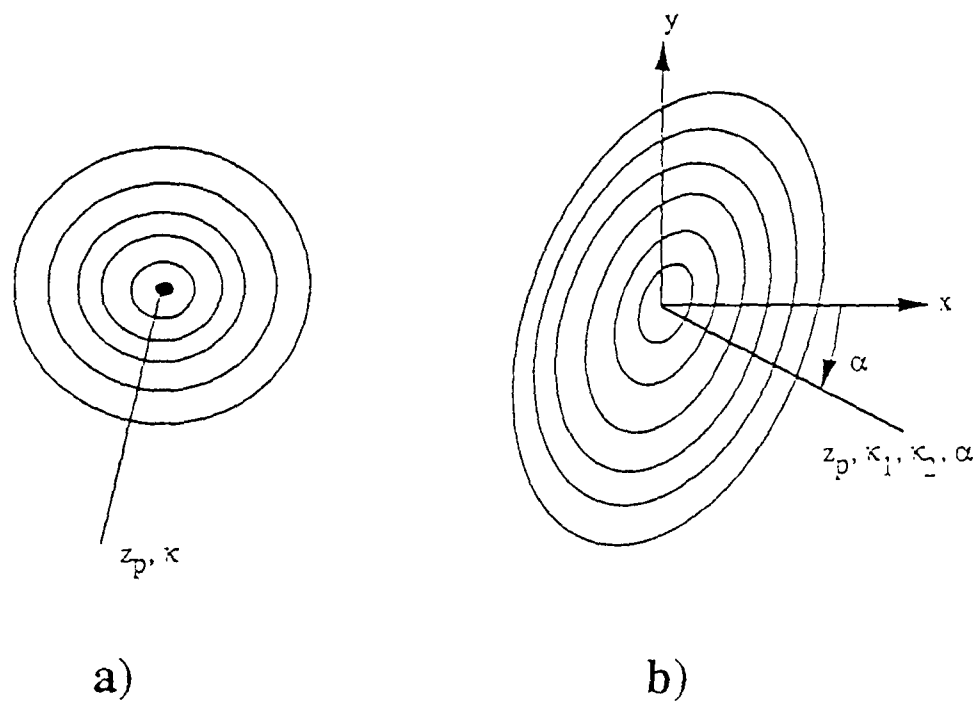 y
x
α
z_p, κ_1, κ_2, α
z_p, κ
a)
b)